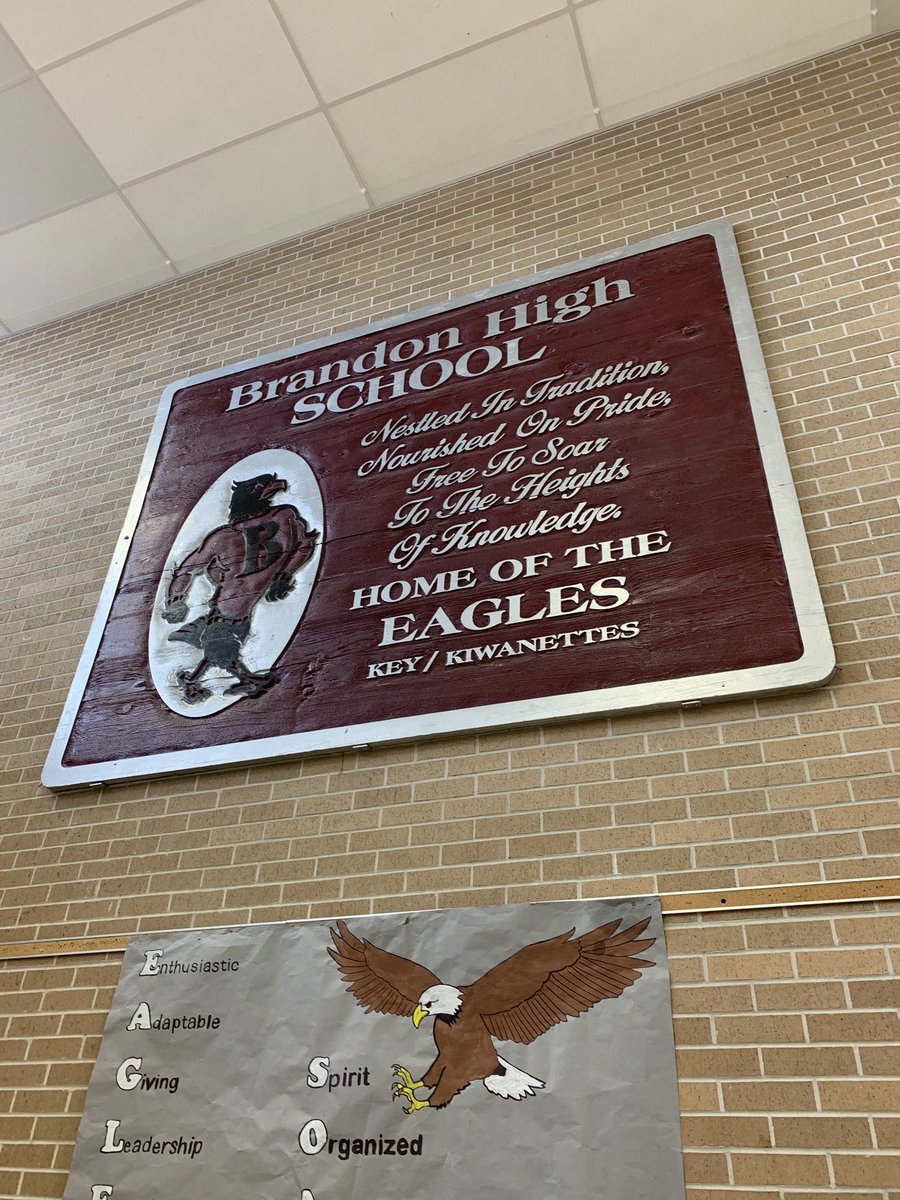 Brandon High
SCHOOL
Nestled In Tradition,
Nourished On Pride,
Free To Soar
To The Heights
Of Knowledge.
HOME OF THE
EAGLES
KEY/KIWANETTES
B
Enthusiastic
Adaptable
Giving
Leadership
E
Spirit
Organized
A